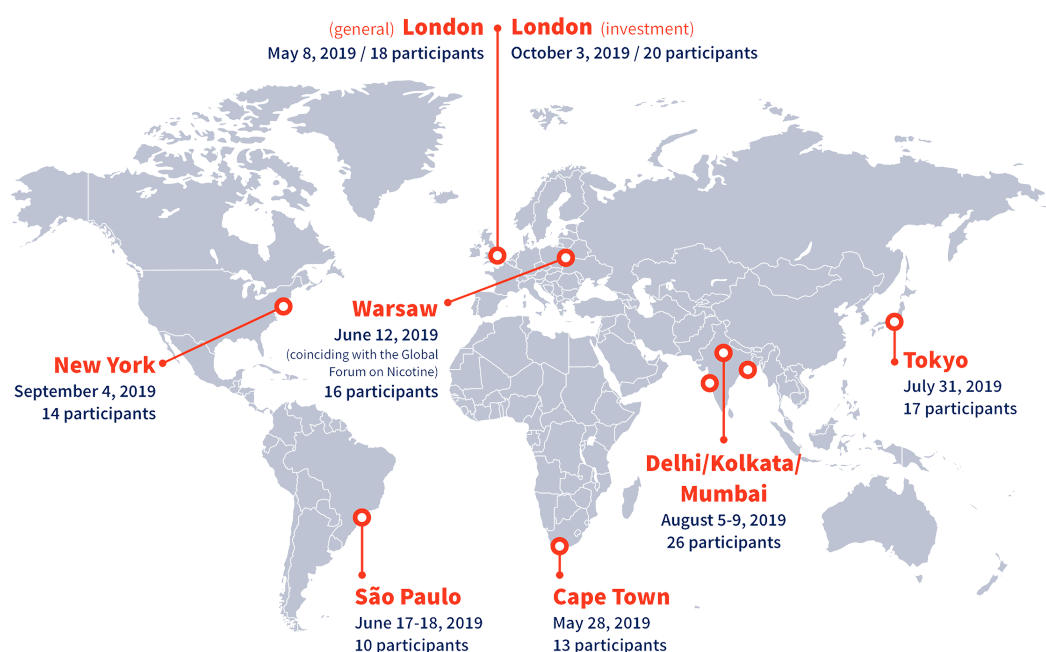 (general) London
May 8, 2019 / 18 participants
London (investment)
October 3, 2019 / 20 participants
Warsaw
June 12, 2019
(coinciding with the Global
Forum on Nicotine)
16 participants
New York
September 4, 2019
14 participants
Tokyo
July 31, 2019
17 participants
Delhi/Kolkata/
Mumbai
August 5-9, 2019
26 participants
São Paulo
June 17-18, 2019
10 participants
Cape Town
May 28, 2019
13 participants